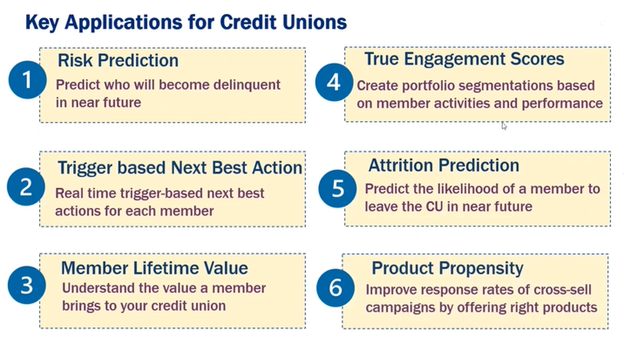 Key Applications for Credit Unions
1
Risk Prediction
Predict who will become delinquent
in near future
2
Trigger based Next Best Action
Real time trigger-based next best
actions for each member
3
Member Lifetime Value
Understand the value a member
brings to your credit union
4
True Engagement Scores
Create portfolio segmentations based
on member activities and performance
5
Attrition Prediction
Predict the likelihood of a member to
leave the CU in near future
6
Product Propensity
Improve response rates of cross-sell
campaigns by offering right products